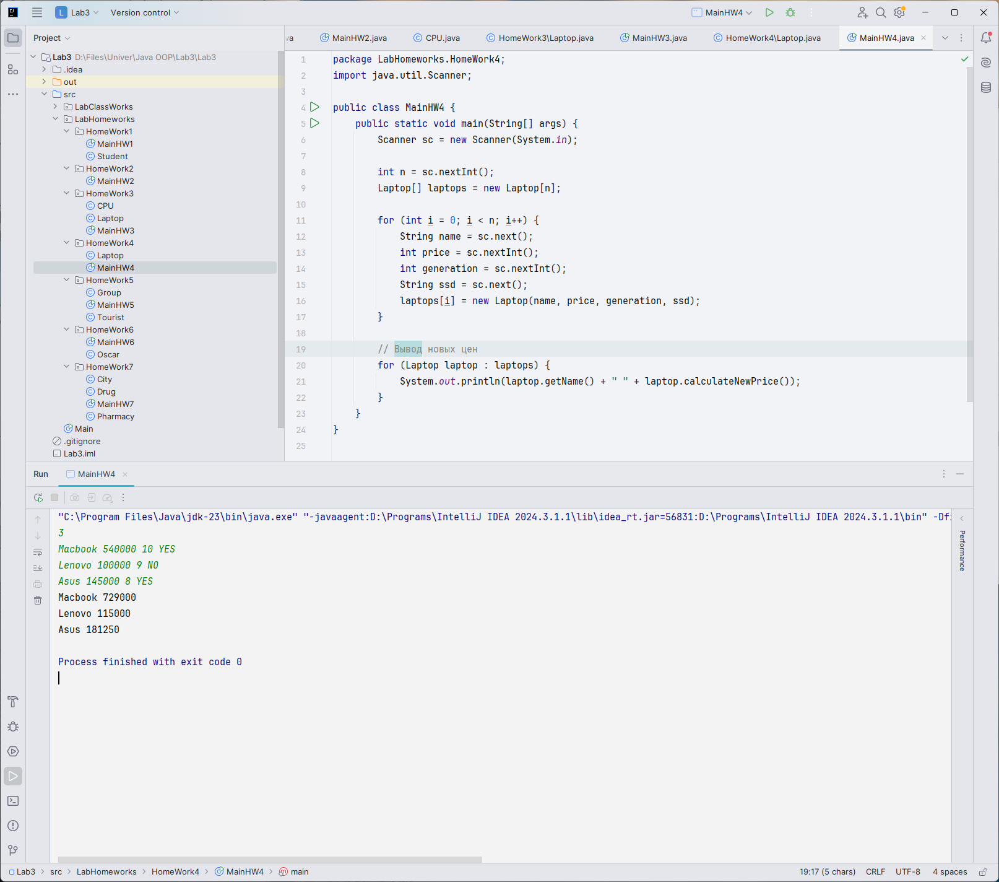 L Lab3 Version control MainHW4
Project
va MainHW2.java CPU.java HomeWork3\Laptop.java MainHW3.java HomeWork4\Laptop.java MainHW4.java
Lab3 D:\Files\Univer\Java OOP\Lab3\Lab3
.idea
out
src
LabClassWorks
LabHomeworks
HomeWork1
MainHW1
Student
HomeWork2
MainHW2
HomeWork3
CPU
Laptop
MainHW3
HomeWork4
Laptop
MainHW4
HomeWork5
Group
MainHW5
Tourist
HomeWork6
MainHW6
Oscar
HomeWork7
City
Drug
MainHW7
Pharmacy
Main
.gitignore
Lab3.iml
1 package LabHomeworks.HomeWork4;
2 import java.util.Scanner;
3
4 public class MainHW4 {
5 public static void main(String[] args) {
6 Scanner sc = new Scanner(System.in);
7
8 int n = sc.nextInt();
9 Laptop[] laptops = new Laptop[n];
10
11 for (int i = 0; i < n; i++) {
12 String name = sc.next();
13 int price = sc.nextInt();
14 int generation = sc.nextInt();
15 String ssd = sc.next();
16 laptops[i] = new Laptop(name, price, generation, ssd);
17 }
18
19 // Вывод новых цен
20 for (Laptop laptop : laptops) {
21 System.out.println(laptop.getName() + " " + laptop.calculateNewPrice());
22 }
23 }
24 }
25
Run MainHW4
"C:\Program Files\Java\jdk-23\bin\java.exe" "-javaagent:D:\Programs\IntelliJ IDEA 2024.3.1.1\lib\idea_rt.jar=56831:D:\Programs\IntelliJ IDEA 2024.3.1.1\bin" -Dfi
3
Macbook 540000 10 YES
Lenovo 100000 9 NO
Asus 145000 8 YES
Macbook 729000
Lenovo 115000
Asus 181250
Process finished with exit code 0
Performance
Lab3 > src > LabHomeworks > HomeWork4 > MainHW4 > main 19:17 (5 chars) CRLF UTF-8 4 spaces